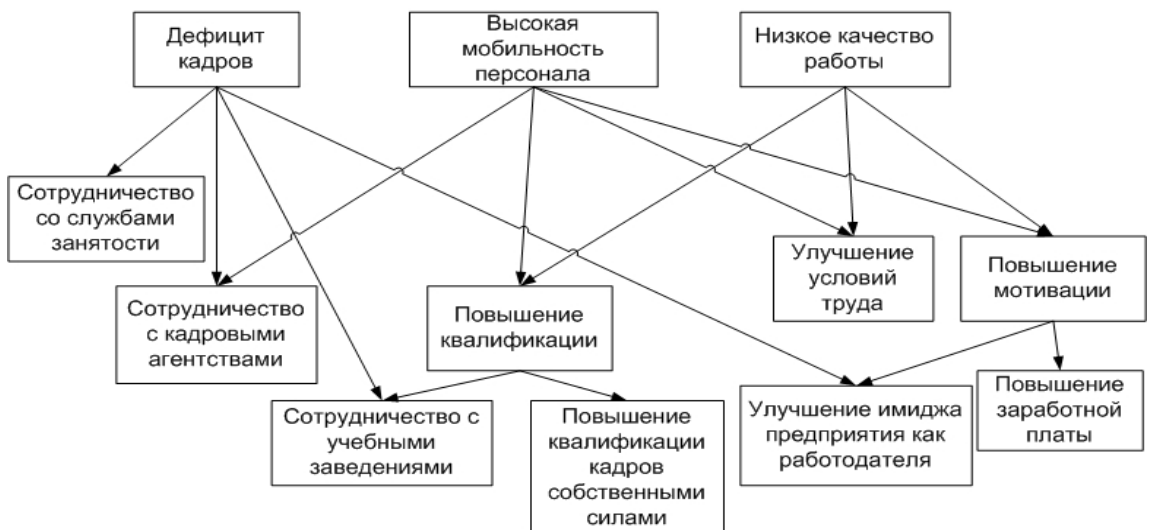 Дефицит
кадров
Высокая
мобильность
персонала
Низкое качество
работы
Сотрудничество
со службами
занятости
Сотрудничество
с кадровыми
агентствами
Повышение
квалификации
Улучшение
условий
труда
Повышение
мотивации
Сотрудничество с
учебными
заведениями
Повышение
квалификации
кадров
собственными
силами
Улучшение имиджа
предприятия как
работодателя
Повышение
заработной
платы